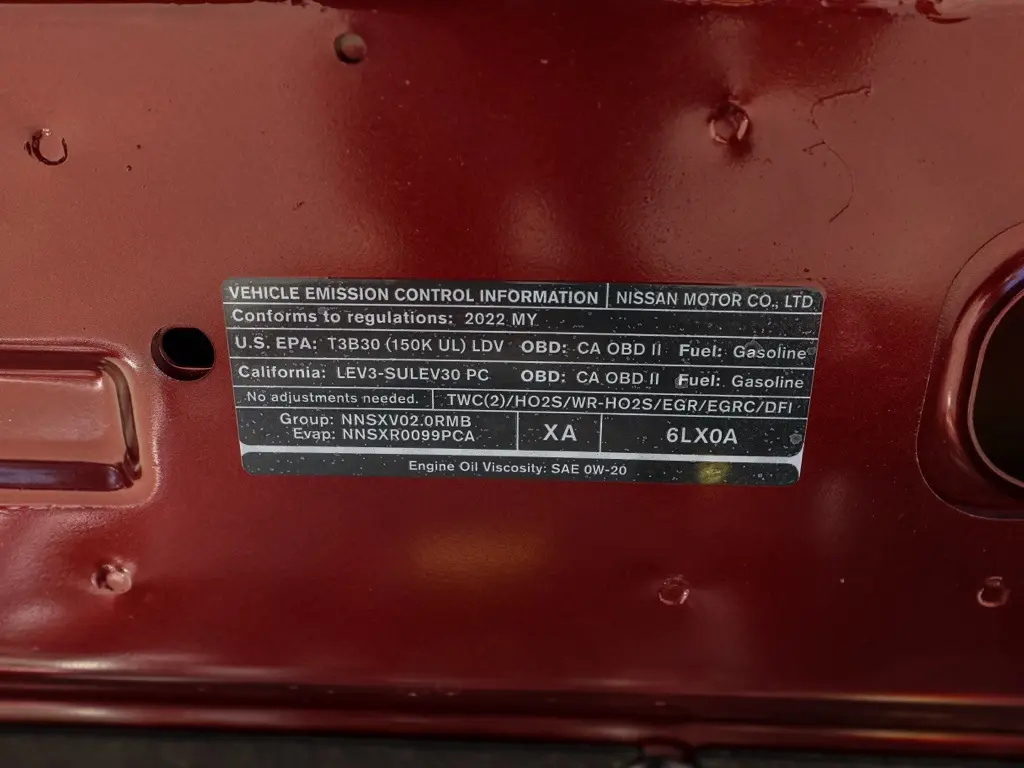 VEHICLE EMISSION CONTROL INFORMATION NISSAN MOTOR CO., LTD
Conforms to regulations: 2022 MY
U.S. EPA: T3B30 (150K UL) LDV OBD: CA OBD II Fuel: Gasoline
California: LEV3-SULEV30 PC OBD: CA OBD II Fuel: Gasoline
No adjustments needed. TWC(2)/HO2S/WR-HO2S/EGR/EGRC/DFI
Group: NNSXV02.0RMB
Evap: NNSXR0099PCA
XA
6LX0A
Engine Oil Viscosity: SAE 0W-20